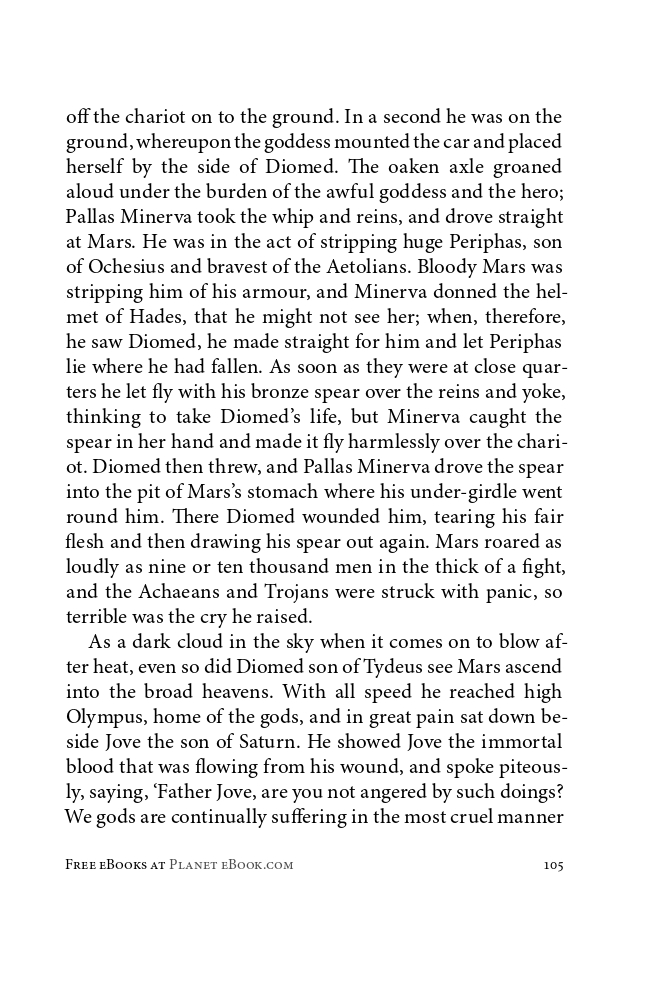 off the chariot on to the ground. In a second he was on the
ground, whereupon the goddess mounted the car and placed
herself by the side of Diomed. The oaken axle groaned
aloud under the burden of the awful goddess and the hero;
Pallas Minerva took the whip and reins, and drove straight
at Mars. He was in the act of stripping huge Periphas, son
of Ochesius and bravest of the Aetolians. Bloody Mars was
stripping him of his armour, and Minerva donned the hel-
met of Hades, that he might not see her; when, therefore,
he saw Diomed, he made straight for him and let Periphas
lie where he had fallen. As soon as they were at close quar-
ters he let fly with his bronze spear over the reins and yoke,
thinking to take Diomed’s life, but Minerva caught the
spear in her hand and made it fly harmlessly over the chari-
ot. Diomed then threw, and Pallas Minerva drove the spear
into the pit of Mars’s stomach where his under-girdle went
round him. There Diomed wounded him, tearing his fair
flesh and then drawing his spear out again. Mars roared as
loudly as nine or ten thousand men in the thick of a fight,
and the Achaeans and Trojans were struck with panic, so
terrible was the cry he raised.
As a dark cloud in the sky when it comes on to blow af-
ter heat, even so did Diomed son of Tydeus see Mars ascend
into the broad heavens. With all speed he reached high
Olympus, home of the gods, and in great pain sat down be-
side Jove the son of Saturn. He showed Jove the immortal
blood that was flowing from his wound, and spoke piteous-
ly, saying, ‘Father Jove, are you not angered by such doings?
We gods are continually suffering in the most cruel manner
Free eBooks at Planet eBook.com
105